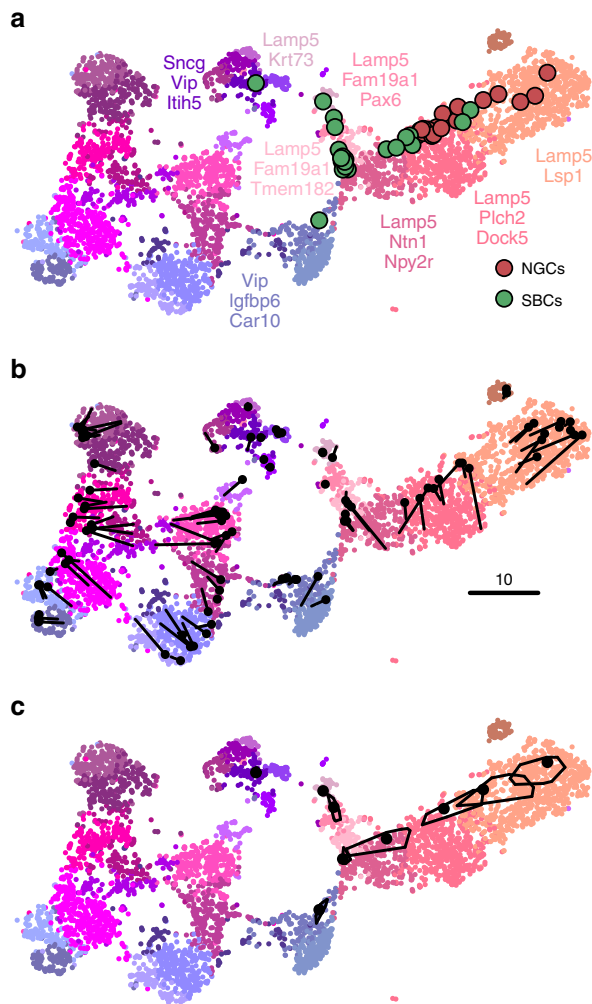 a
Sncg
Vip
Itih5
Lamp5
Krt73
Lamp5
Fam19a1
Pax6
Lamp5
Fam19a1
Tmem182
Lamp5
Lsp1
Lamp5
Plch2
Dock5
Lamp5
Ntn1
Npy2r
Vip
Igfbp6
Car10
NGCs
SBCs
b
10
c